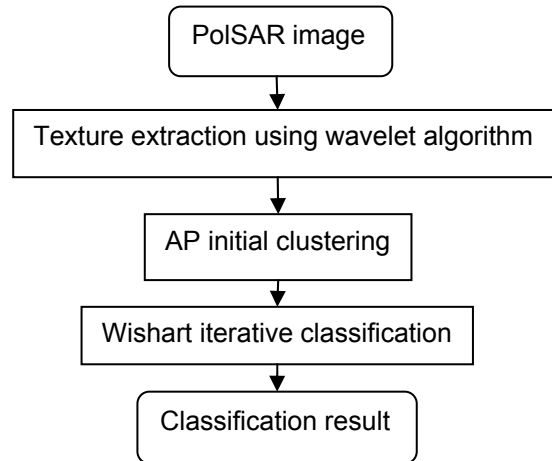 PolSAR image
Texture extraction using wavelet algorithm
AP initial clustering
Wishart iterative classification
Classification result